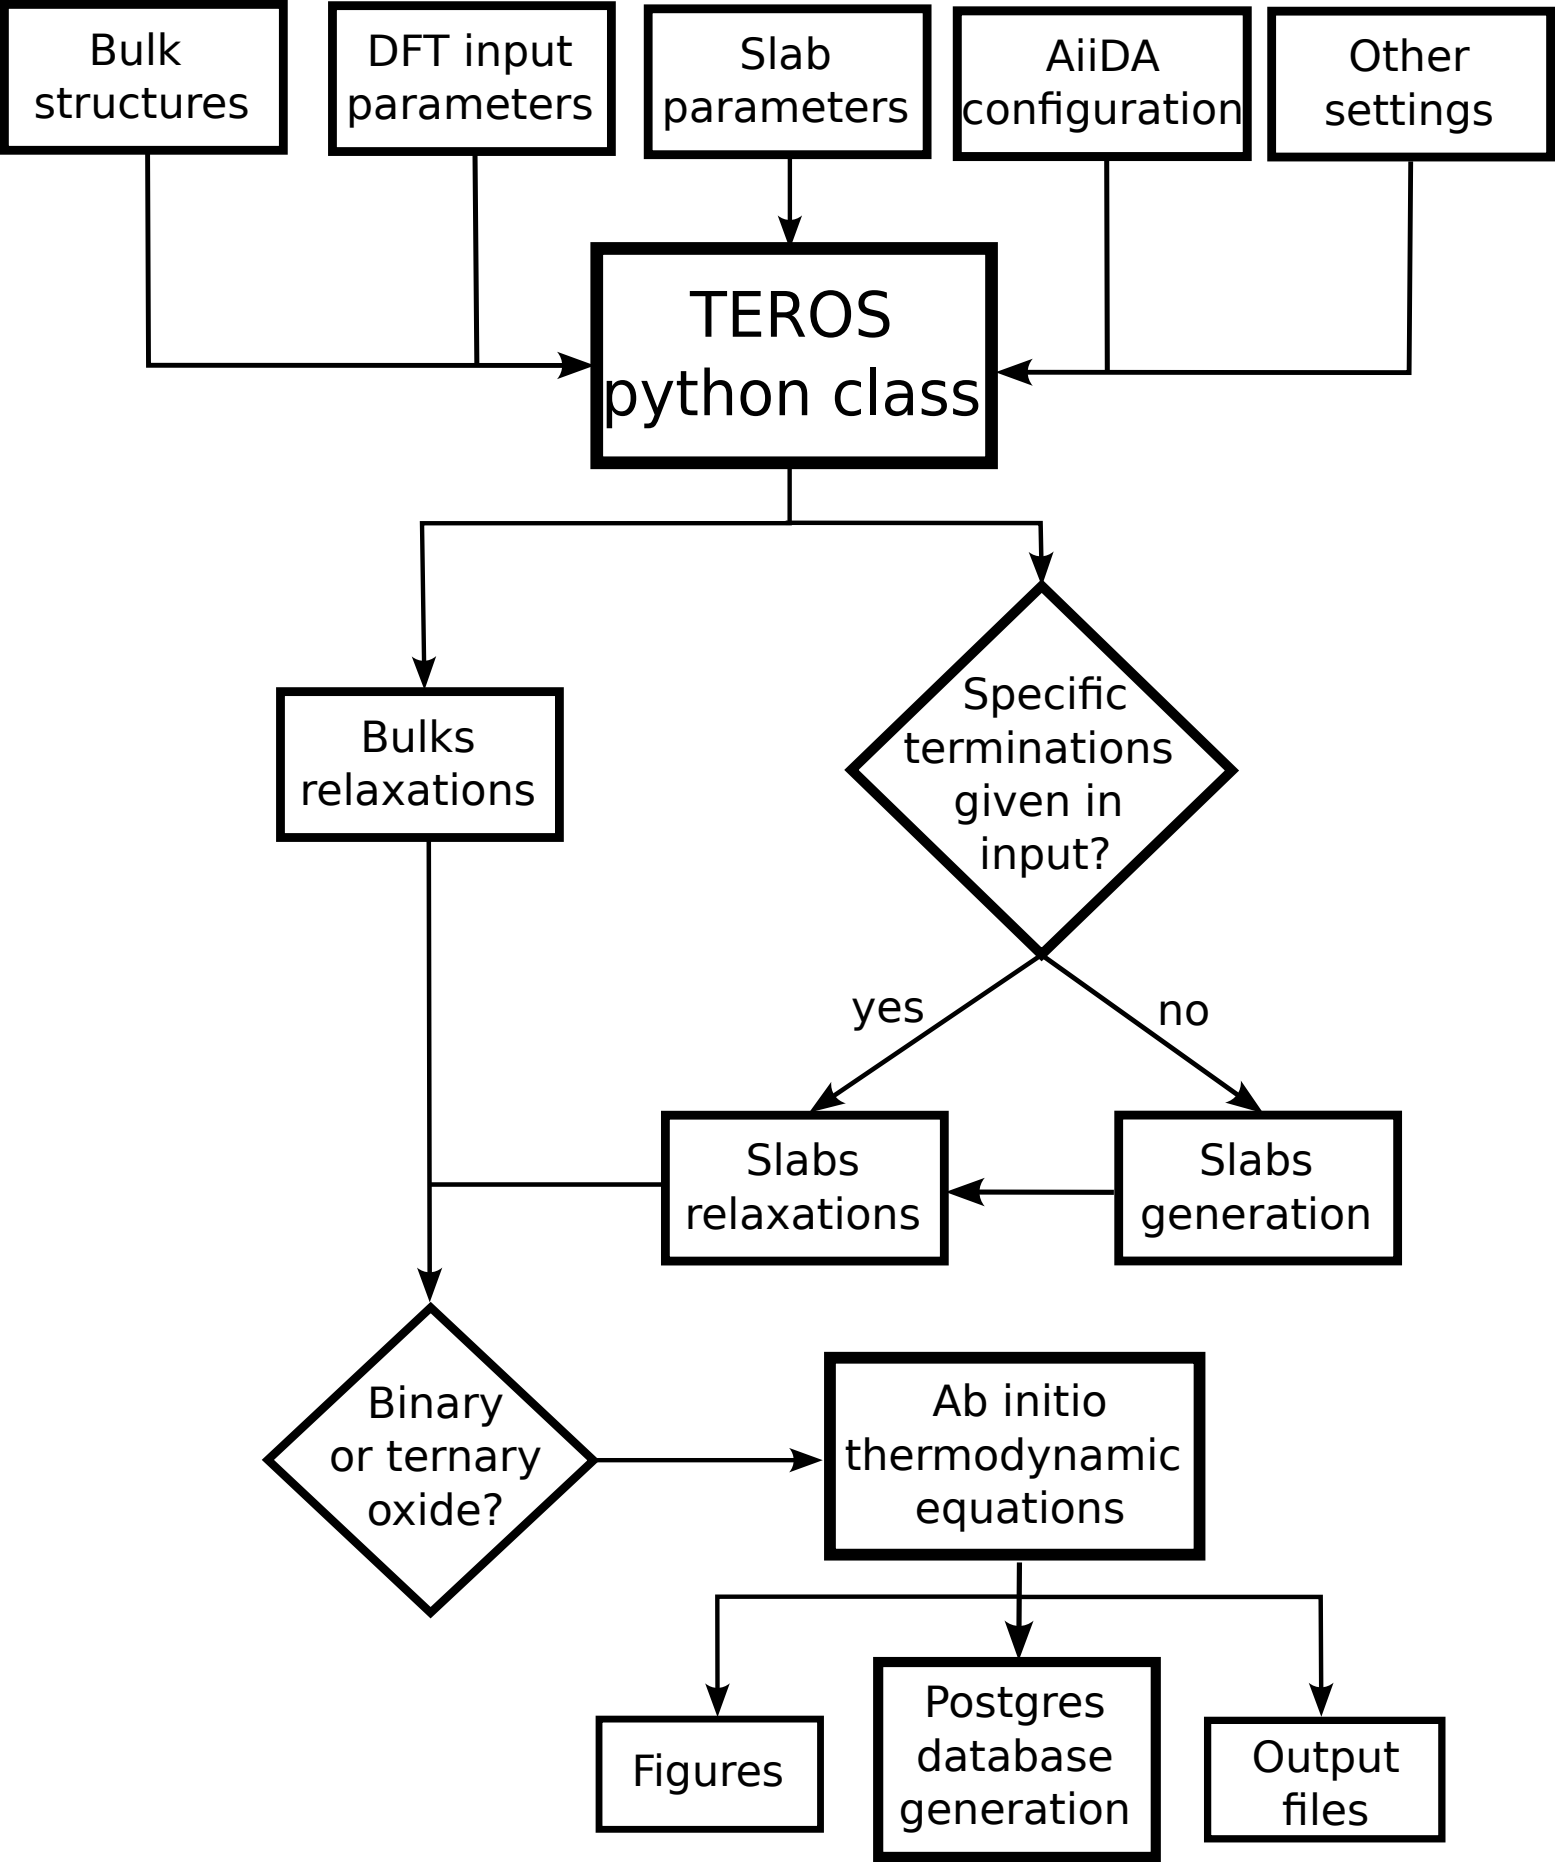 Bulk
structures
DFT input
parameters
Slab
parameters
AiiDA
configuration
Other
settings
TEROS
python class
Bulks
relaxations
Specific
terminations
given in
input?
yes
no
Slabs
relaxations
Slabs
generation
Binary
or ternary
oxide?
Ab initio
thermodynamic
equations
Figures
Postgres
database
generation
Output
files